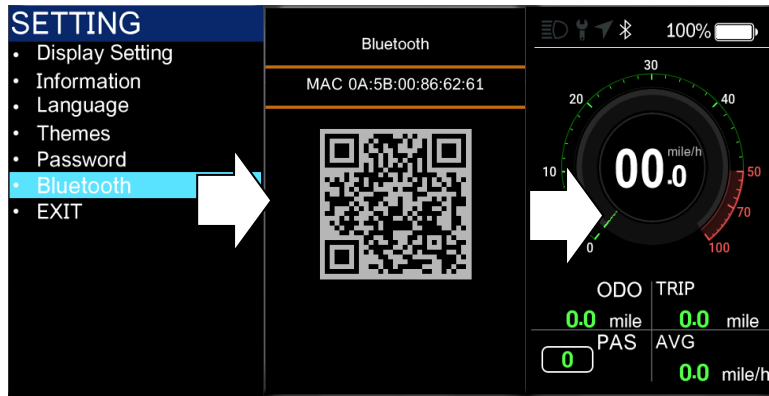 SETTING
• Display Setting
• Information
• Language
• Themes
• Password
• Bluetooth
• EXIT
Bluetooth
MAC 0A:5B:00:86:62:61
100%
30
20
40
10
00.0
mile/h
50
70
0
100
ODO
0.0 mile
TRIP
0.0 mile
PAS
0
AVG
0.0 mile/h